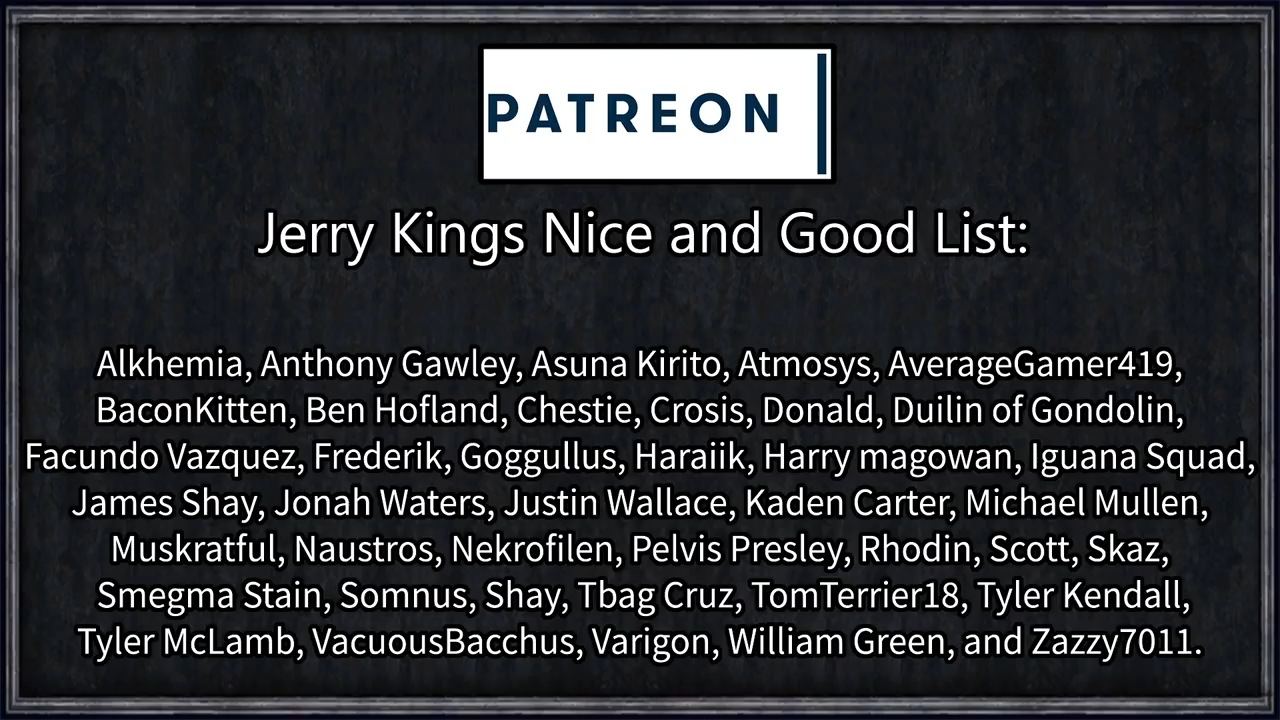 PATREON
Jerry Kings Nice and Good List:
Alkhemia, Anthony Gawley, Asuna Kirito, Atmosys, AverageGamer419,
BaconKitten, Ben Hofland, Chestie, Crosis, Donald, Duilin of Gondolin,
Facundo Vazquez, Frederik, Goggullus, Haraiik, Harry magowan, Iguana Squad,
James Shay, Jonah Waters, Justin Wallace, Kaden Carter, Michael Mullen,
Muskratful, Naustros, Nekrofilen, Pelvis Presley, Rhodin, Scott, Skaz,
Smegma Stain, Somnus, Shay, Tbag Cruz, TomTerrier18, Tyler Kendall,
Tyler McLamb, VacuousBacchus, Varigon, William Green, and Zazzy7011.